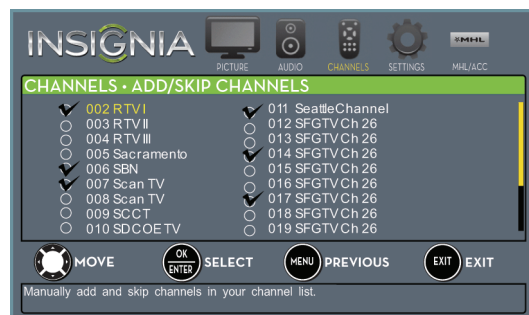 INSIGNIA
PICTURE AUDIO CHANNELS SETTINGS MHL MHL/ACC
CHANNELS • ADD/SKIP CHANNELS
002 RTV I
003 RTV II
004 RTV III
005 Sacramento
006 SBN
007 Scan TV
008 Scan TV
009 SCCT
010 SDCOE TV
011 SeattleChannel
012 SFGTV Ch 26
013 SFGTV Ch 26
014 SFGTV Ch 26
015 SFGTV Ch 26
016 SFGTV Ch 26
017 SFGTV Ch 26
018 SFGTV Ch 26
019 SFGTV Ch 26
MOVE OK ENTER SELECT MENU PREVIOUS EXIT EXIT
Manually add and skip channels in your channel list.